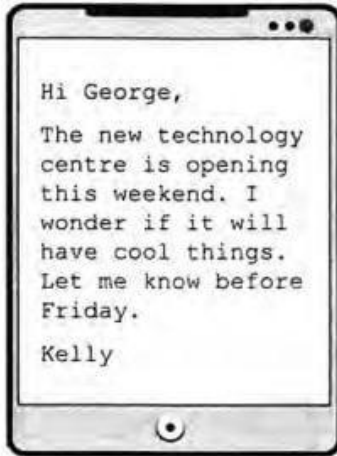 Hi George,
The new technology
centre is opening
this weekend. I
wonder if it will
have cool things.
Let me know before
Friday.
Kelly